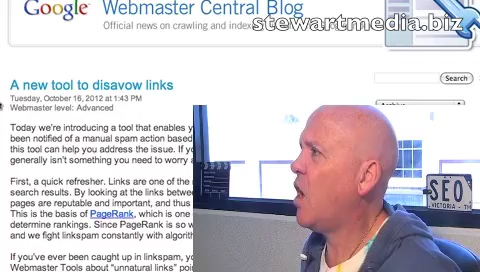 Google
Webmaster Central Blog
stewartmedia.biz
Official news on crawling and index
A new tool to disavow links
Search
Tuesday, October 16, 2012 at 1:43 PM
Webmaster level: Advanced
Today we're introducing a tool that enables y
been notified of a manual spam action based
this tool can help you address the issue. If y
generally isn't something you need to worry a
First, a quick refresher. Links are one of the
search results. By looking at the links betwee
pages are reputable and important, and thus
This is the basis of PageRank, which is one
determine rankings. Since PageRank is so w
and we fight linkspam constantly with algorith
If you've ever been caught up in linkspam, yo
Webmaster Tools about "unnatural links" poin
SEO
VICTORIA - TH